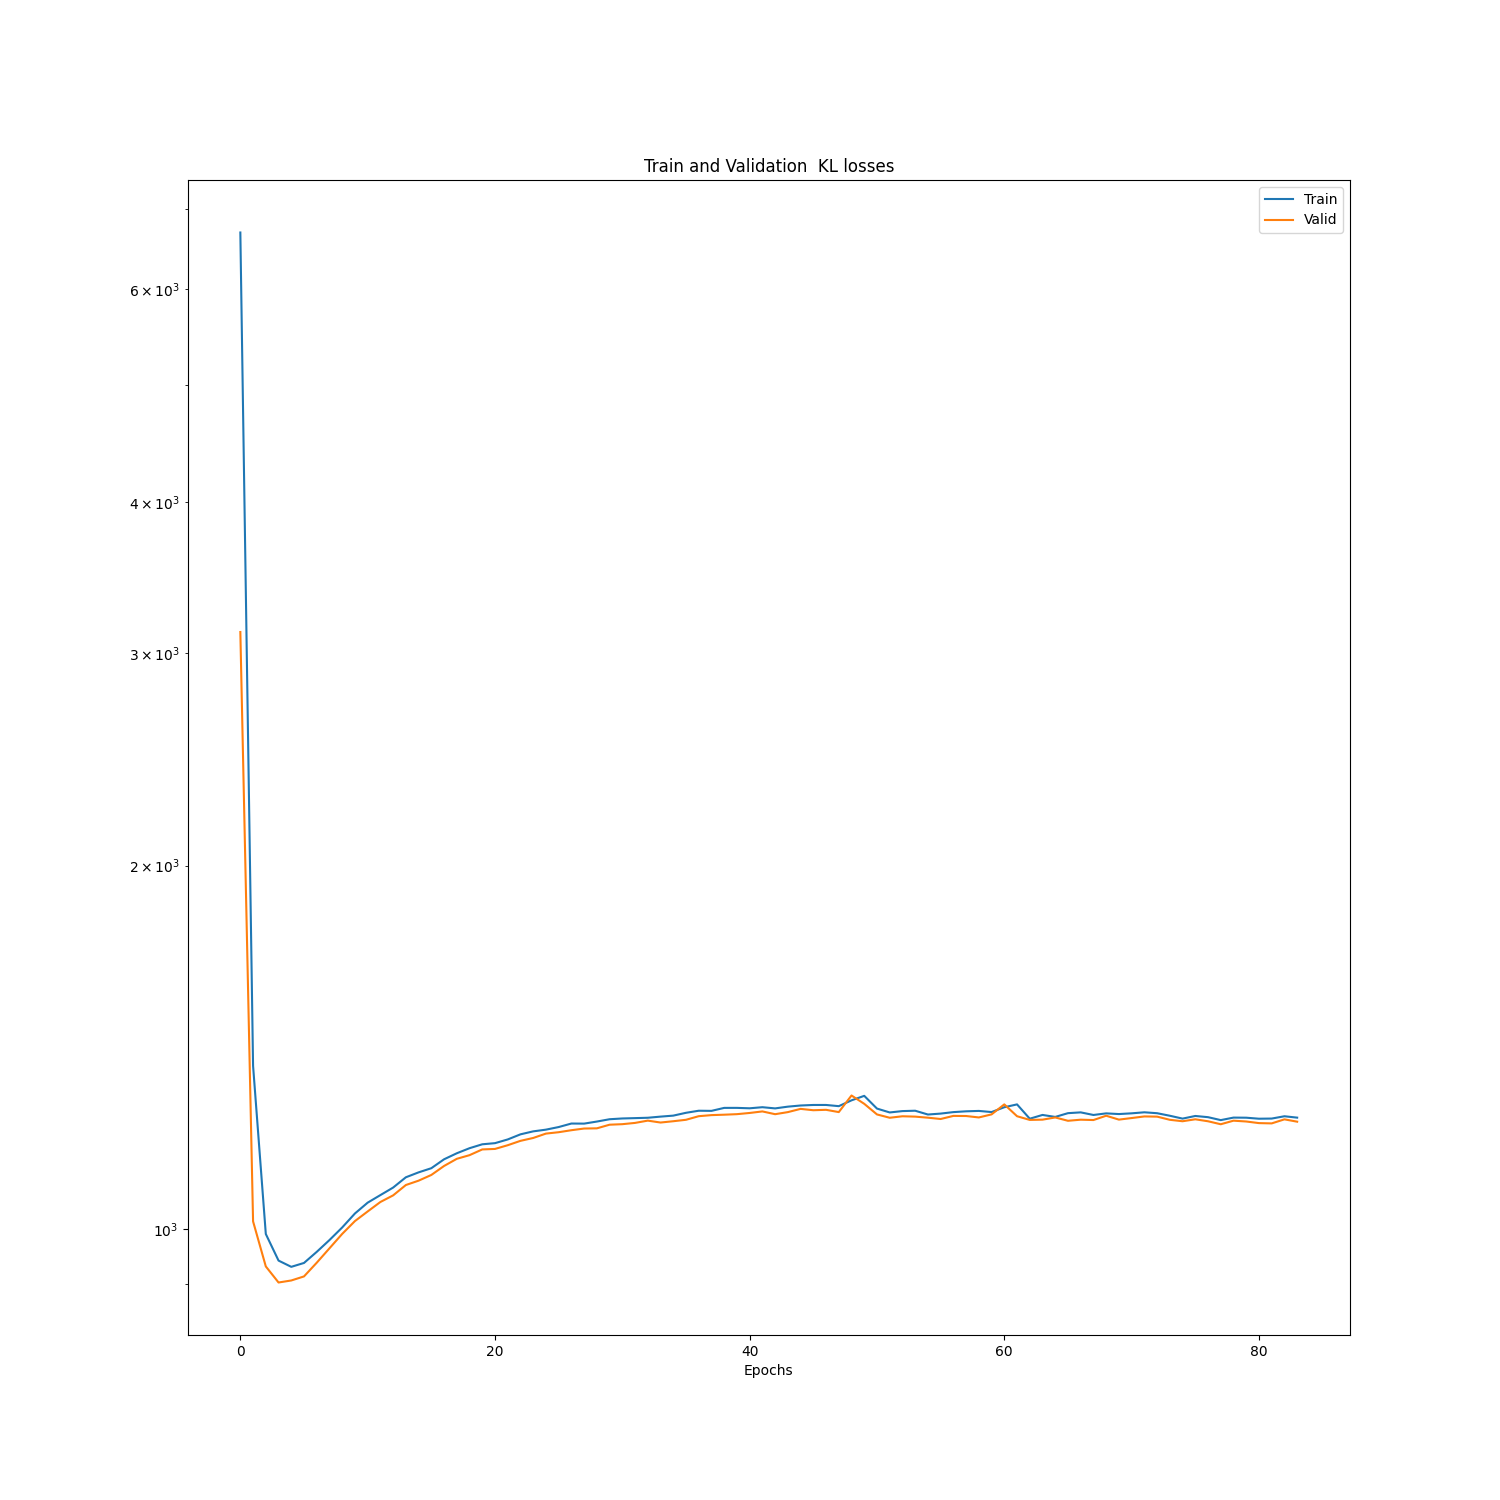 Train and Validation  KL losses
Train
Valid
6 × 10³
4 × 10³
3 × 10³
2 × 10³
10³
0 20 40 60 80
Epochs